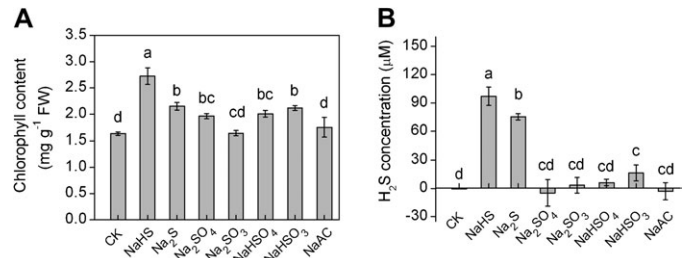 A
Chlorophyll content
(mg g⁻¹ FW)
3.5
3.0
2.5
2.0
1.5
1.0
0.5
0.0
d
a
b
bc
cd
bc
b
d
CK
NaHS
Na₂S
Na₂SO₄
Na₂SO₃
NaHSO₄
NaHSO₃
NaAC
B
H₂S concentration (μM)
150
120
90
60
30
0
-30
d
a
b
cd
cd
cd
c
cd
CK
NaHS
Na₂S
Na₂SO₄
Na₂SO₃
NaHSO₄
NaHSO₃
NaAC